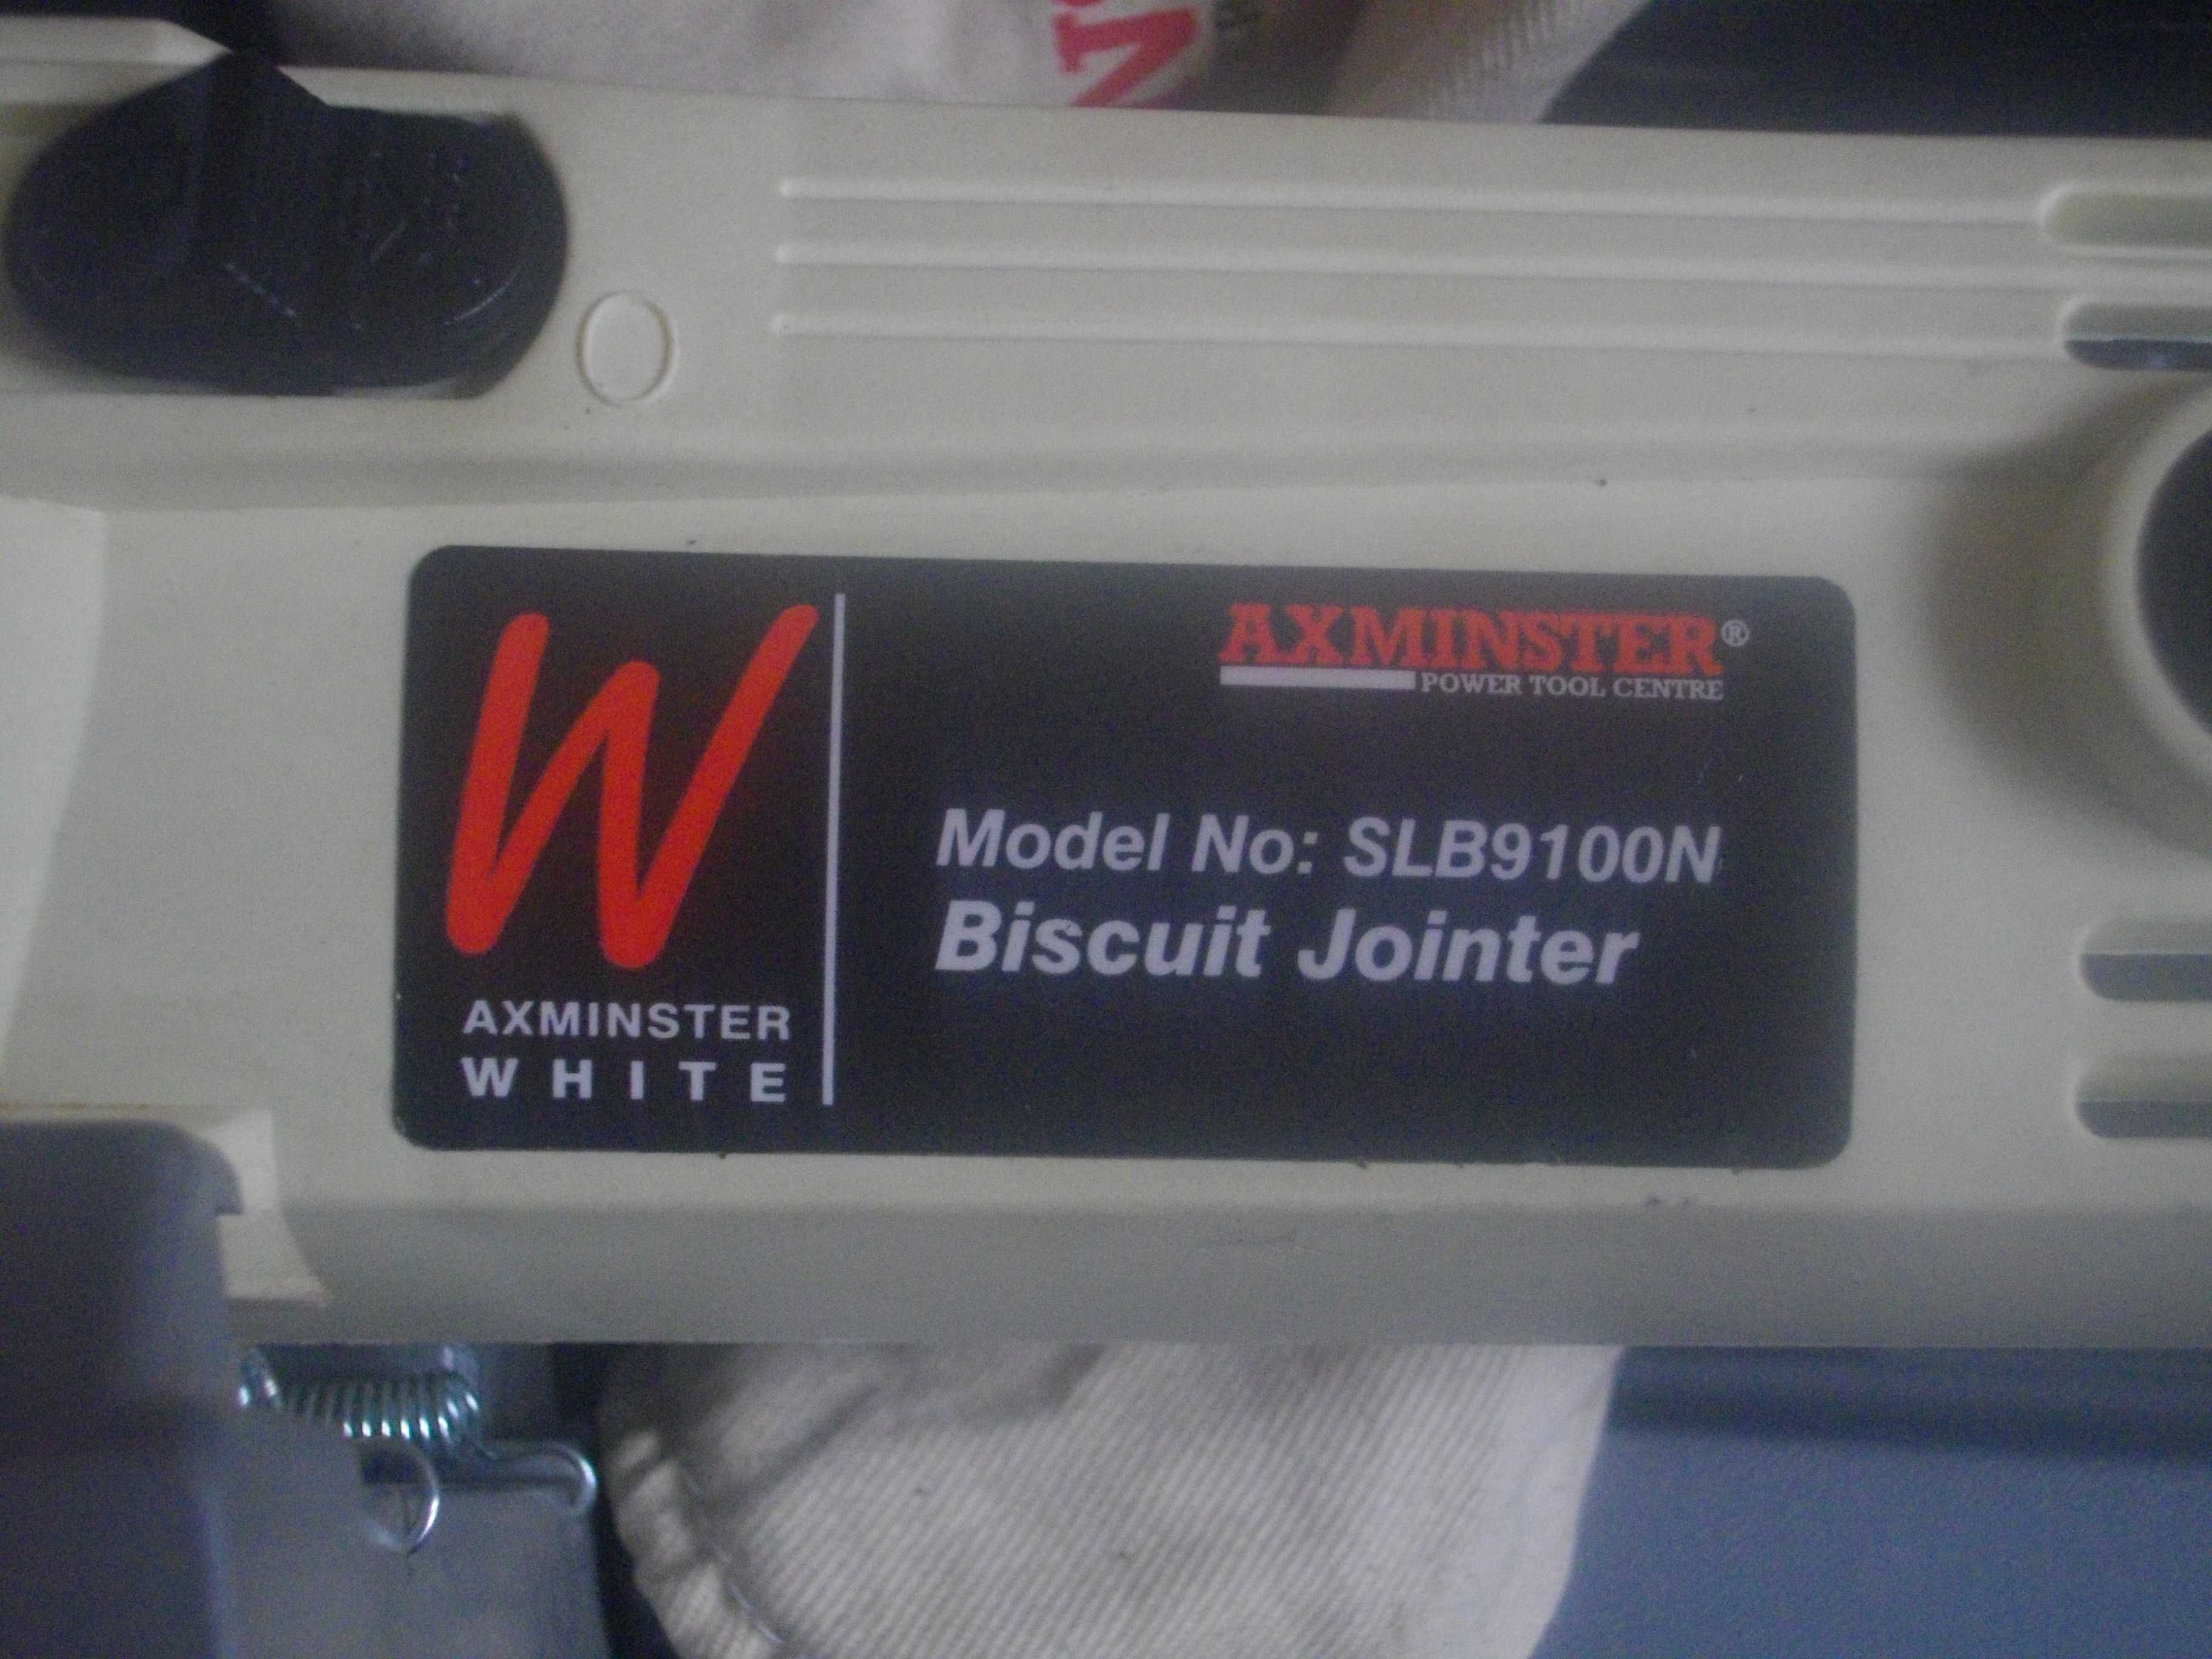 W
AXMINSTER
WHITE
AXMINSTER®
POWER TOOL CENTRE
Model No: SLB9100N
Biscuit Jointer